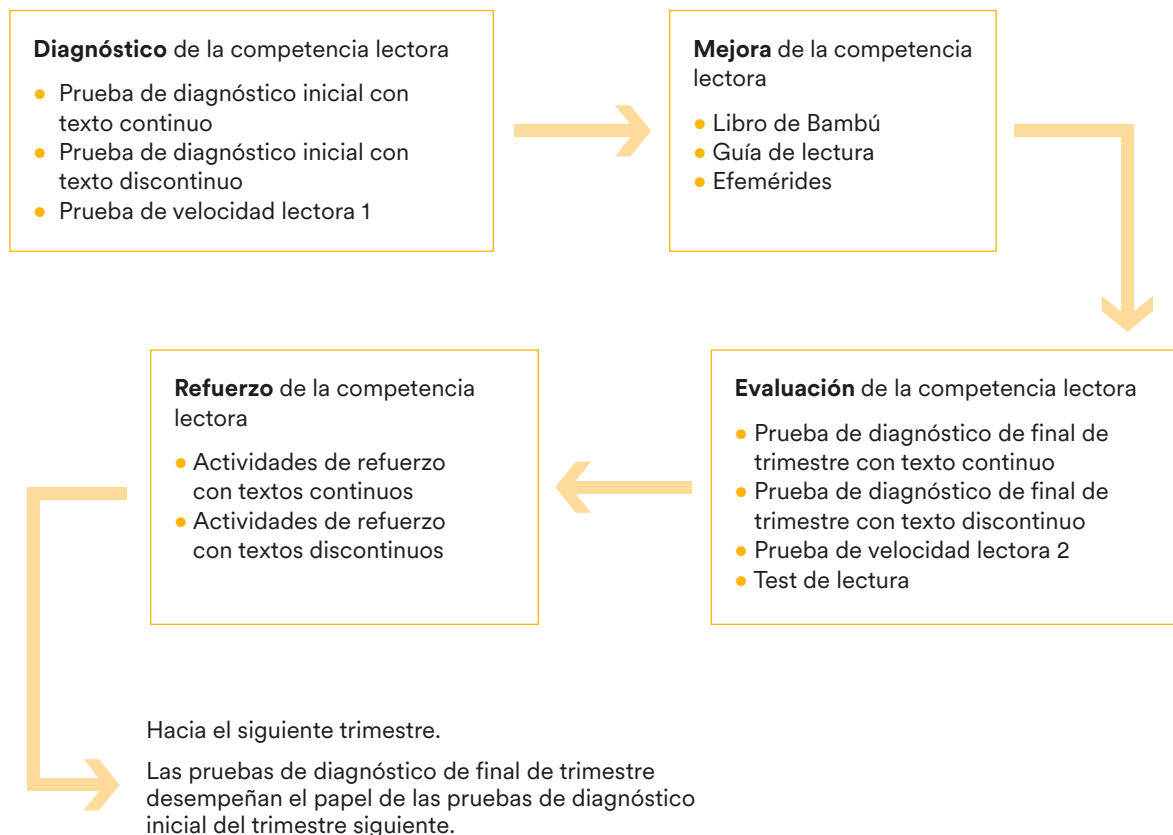 Diagnóstico de la competencia lectora
● Prueba de diagnóstico inicial con
texto continuo
● Prueba de diagnóstico inicial con
texto discontinuo
● Prueba de velocidad lectora 1
Mejora de la competencia
lectora
● Libro de Bambú
● Guía de lectura
● Efemérides
Evaluación de la competencia lectora
● Prueba de diagnóstico de final de
trimestre con texto continuo
● Prueba de diagnóstico de final de
trimestre con texto discontinuo
● Prueba de velocidad lectora 2
● Test de lectura
Refuerzo de la competencia
lectora
● Actividades de refuerzo
con textos continuos
● Actividades de refuerzo
con textos discontinuos
Hacia el siguiente trimestre.
Las pruebas de diagnóstico de final de trimestre
desempeñan el papel de las pruebas de diagnóstico
inicial del trimestre siguiente.